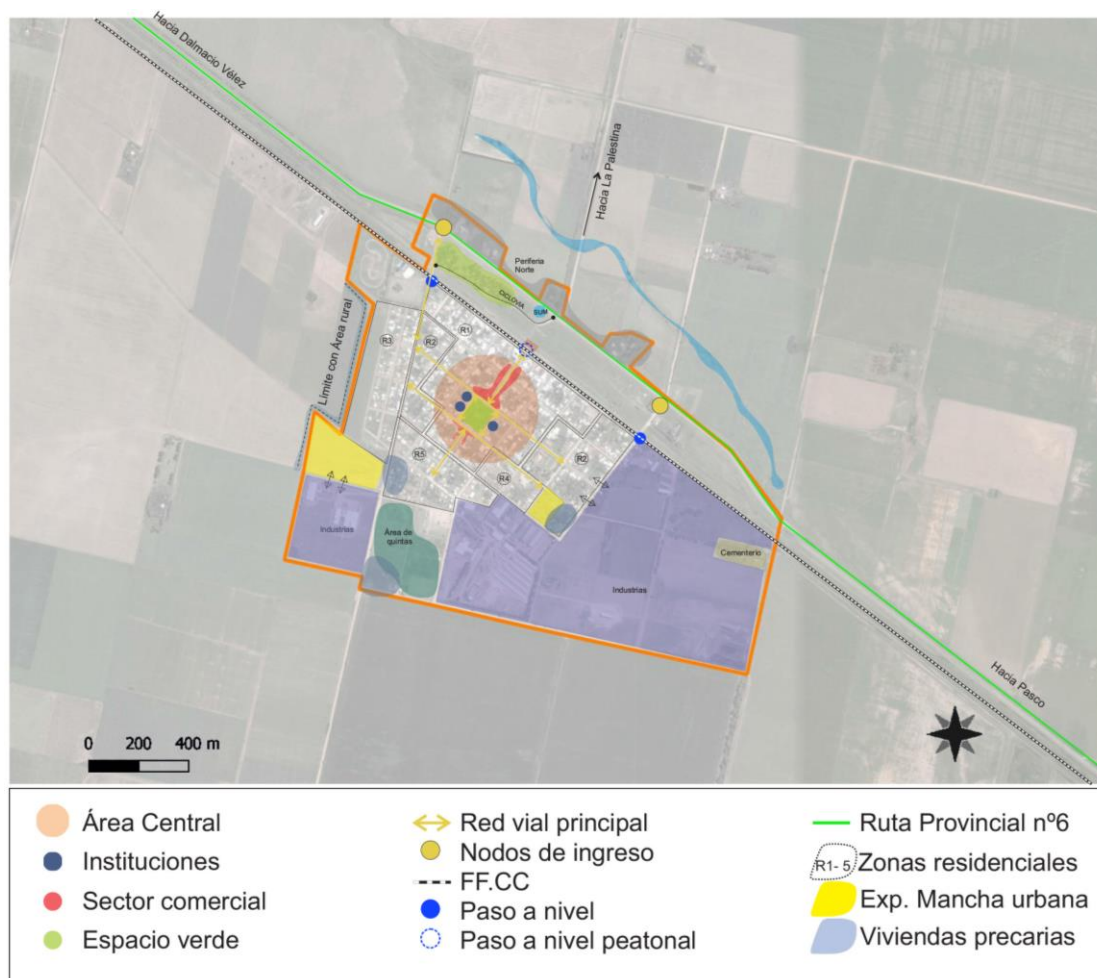 Hacia Dalmacio Vélez
Hacia La Palestina
Periferia
Norte
CICLOVIA
SUM
Límite con Área rural
R1
R2
R3
R5
R4
R2
Industrias
Área de
quintas
Cementerio
Industrias
Hacia Pasco
0 200 400 m
Área Central
Instituciones
Sector comercial
Espacio verde
Red vial principal
Nodos de ingreso
FF.CC
Paso a nivel
Paso a nivel peatonal
Ruta Provincial nº6
R1- 5 Zonas residenciales
Exp. Mancha urbana
Viviendas precarias